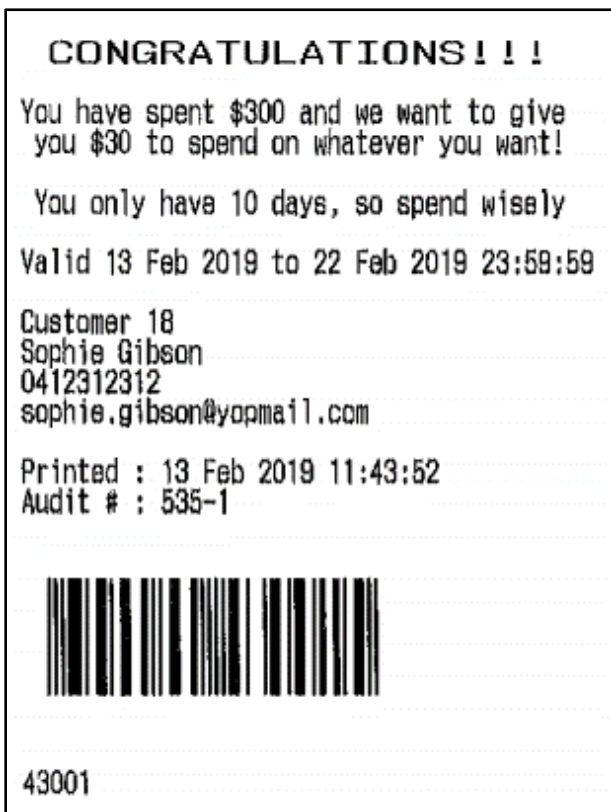 CONGRATULATIONS!!!
You have spent $300 and we want to give
you $30 to spend on whatever you want!
You only have 10 days, so spend wisely
Valid 13 Feb 2019 to 22 Feb 2019 23:59:59
Customer 18
Sophie Gibson
0412312312
sophie.gibson@yopmail.com
Printed : 13 Feb 2019 11:43:52
Audit # : 535-1
43001